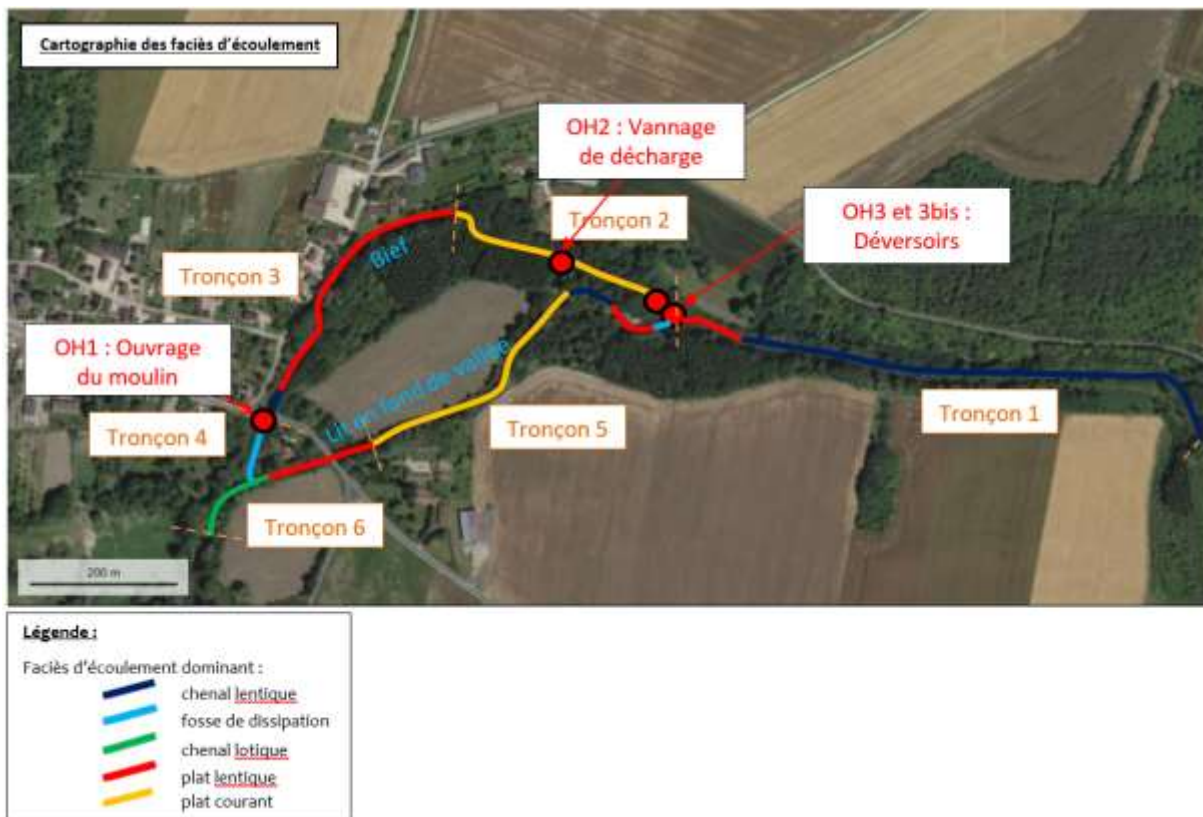 Cartographie des faciès d'écoulement
OH2 : Vannage
de décharge
Tronçon 2
OH3 et 3bis :
Déversoirs
Bief
Tronçon 3
OH1 : Ouvrage
du moulin
Lit en fond de vallée
Tronçon 4
Tronçon 5
Tronçon 1
Tronçon 6
200 m
Légende :
Faciès d'écoulement dominant :
chenal lentique
fosse de dissipation
chenal lotique
plat lentique
plat courant